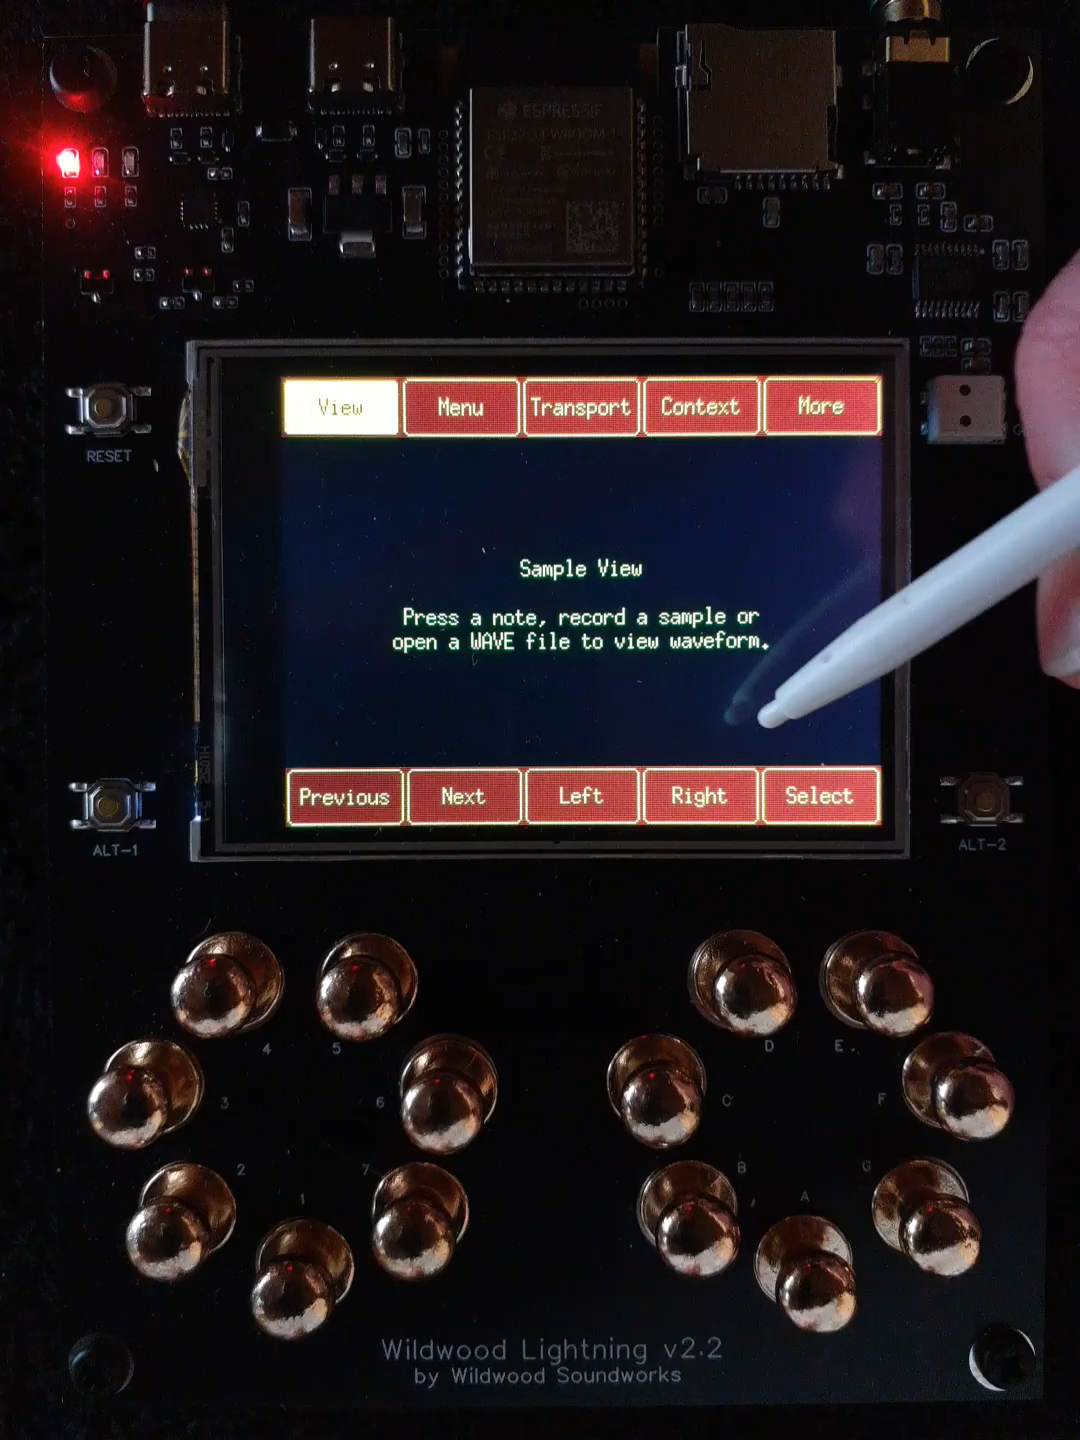 ESPRESSIF
RESET
View
Menu
Transport
Context
More
Sample View
Press a note, record a sample or
open a WAVE file to view waveform.
Previous
Next
Left
Right
Select
ALT-1
ALT-2
4
5
D
E
3
6
C
F
2
7
B
G
1
A
Wildwood Lightning v2.2
by Wildwood Soundworks